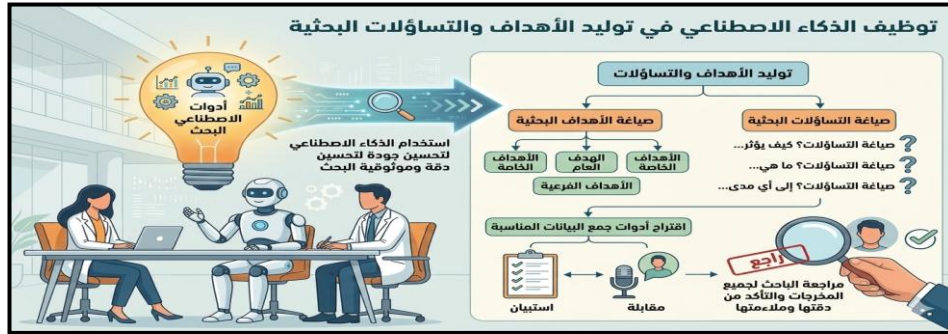 توظيف الذكاء الاصطناعي في توليد الأهداف والتساؤلات البحثية
أدوات
الاصطناعي
البحث
استخدام الذكاء الاصطناعي
لتحسين جودة لتحسين
دقة وموثوقية البحث
توليد الأهداف والتساؤلات
صياغة التساؤلات البحثية
صياغة التساؤلات؟ كيف يؤثر...
صياغة التساؤلات؟ ما هي...
صياغة التساؤلات؟ إلى أي مدى...
صياغة الأهداف البحثية
الأهداف
الخاصة
الهدف
العام
الأهداف
الخاصة
الأهداف الفرعية
اقتراح أدوات جمع البيانات المناسبة
استبيان
مقابلة
راجع
مراجعة الباحث لجميع
المخرجات والتأكد من
دقتها وملاءمتها